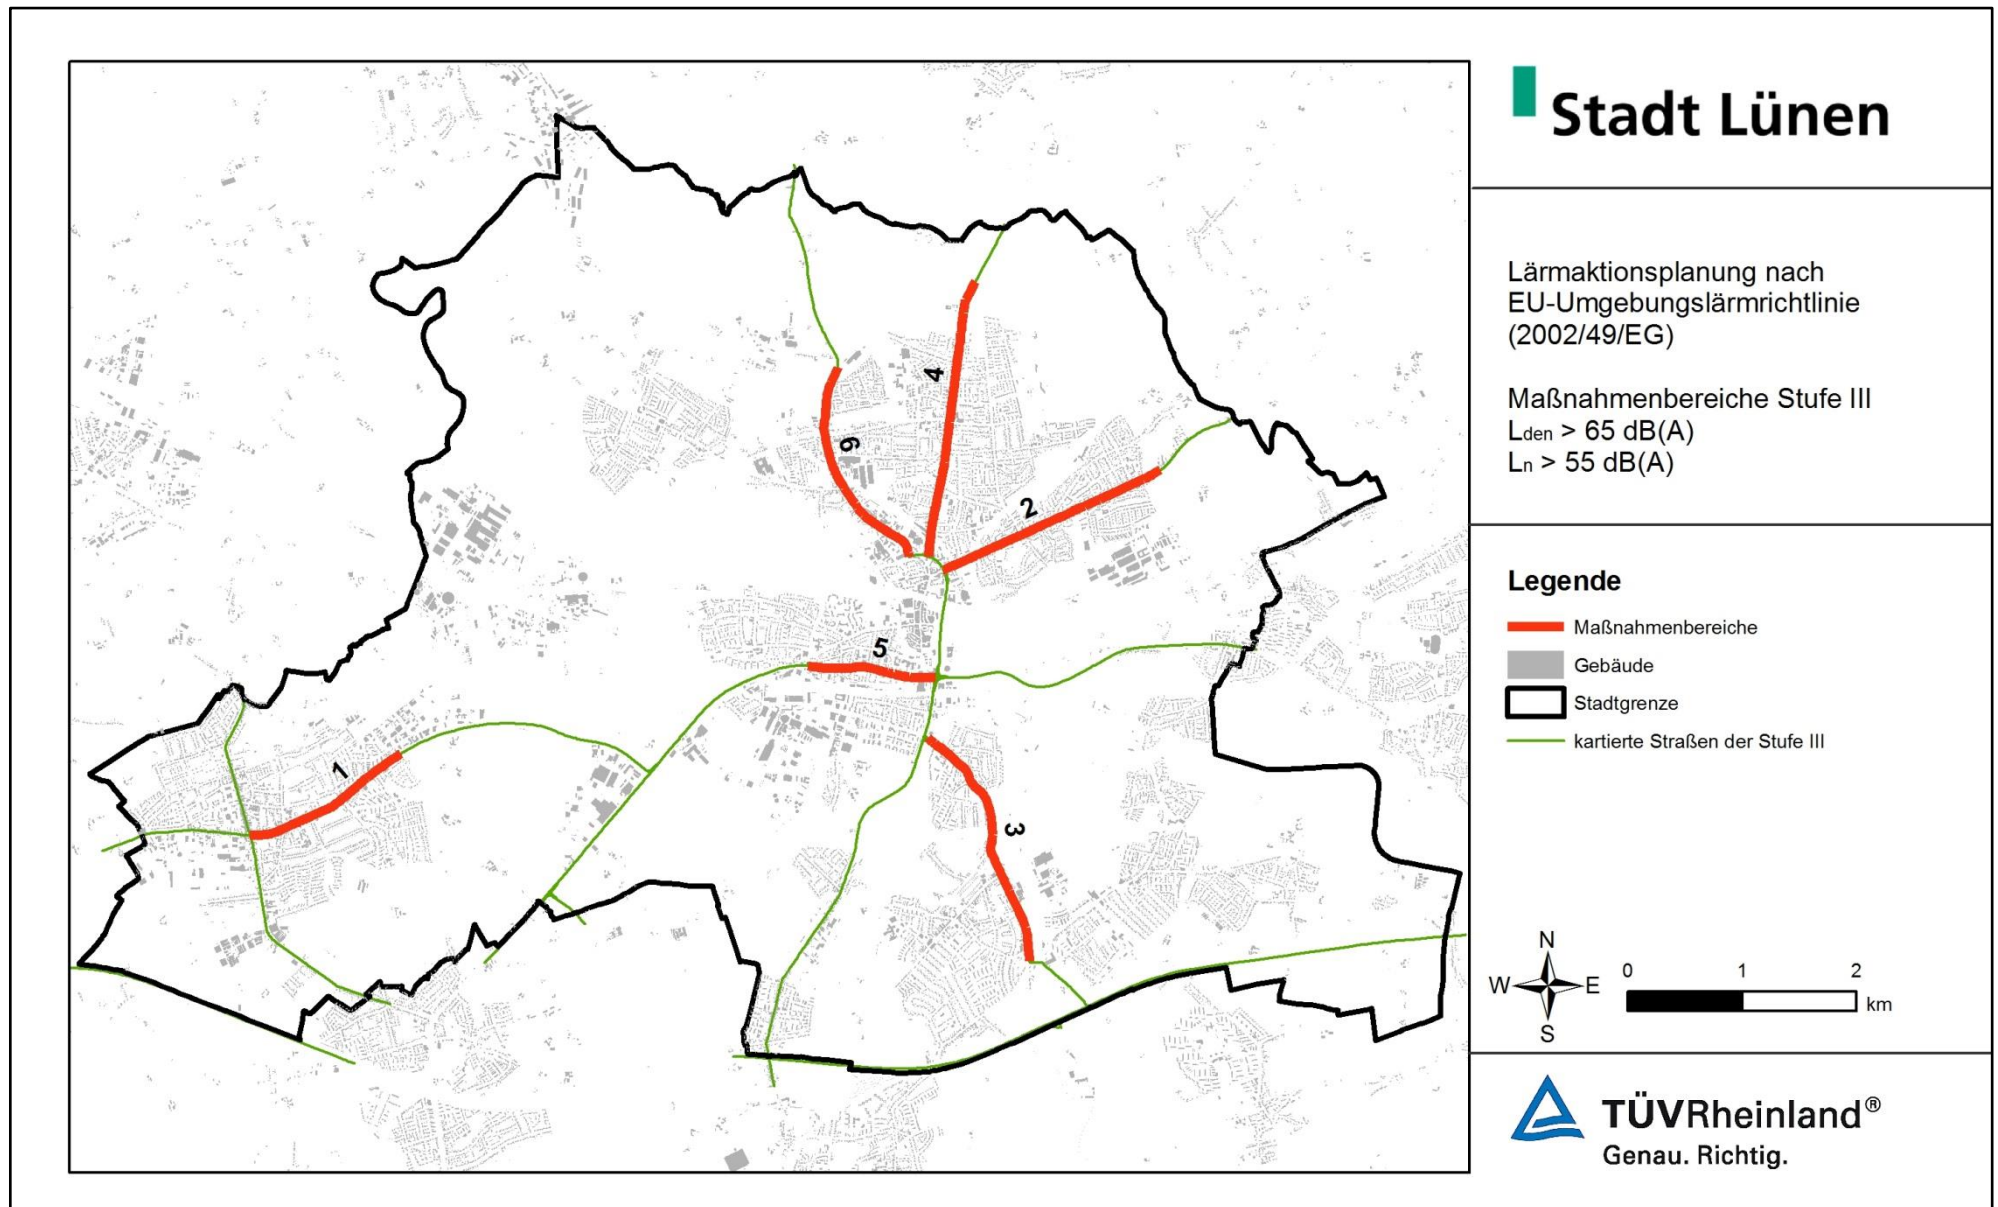 Stadt Lünen
Lärmaktionsplanung nach
EU-Umgebungslärmrichtlinie
(2002/49/EG)
Maßnahmenbereiche Stufe III
Lden > 65 dB(A)
Ln > 55 dB(A)
Legende
Maßnahmenbereiche
Gebäude
Stadtgrenze
kartierte Straßen der Stufe III
N
W E
S
0 1 2
km
TÜVRheinland®
Genau. Richtig.
4
6
2
5
1
3